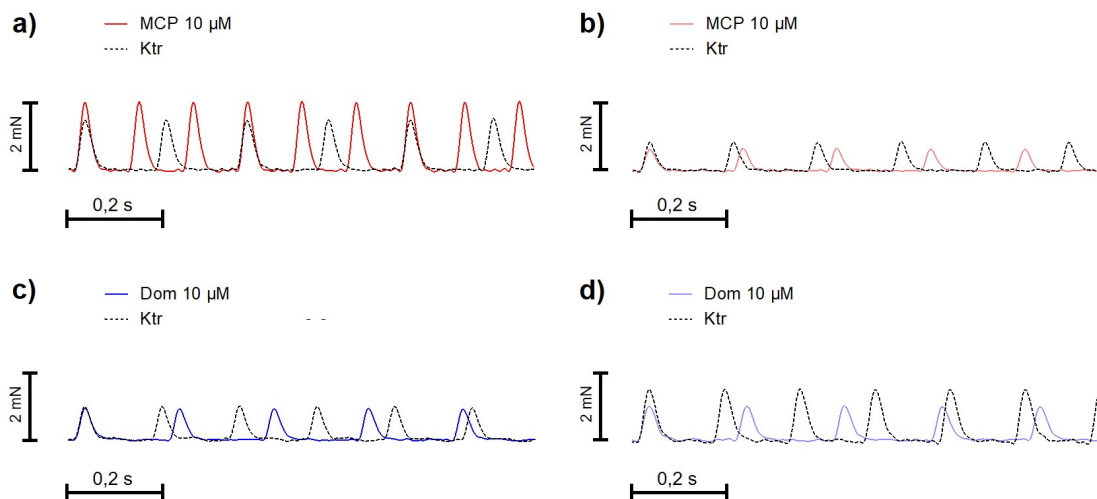 a)
MCP 10 µM
Ktr
2 mN
0,2 s
b)
MCP 10 µM
Ktr
2 mN
0,2 s
c)
Dom 10 µM
Ktr
2 mN
0,2 s
d)
Dom 10 µM
Ktr
2 mN
0,2 s